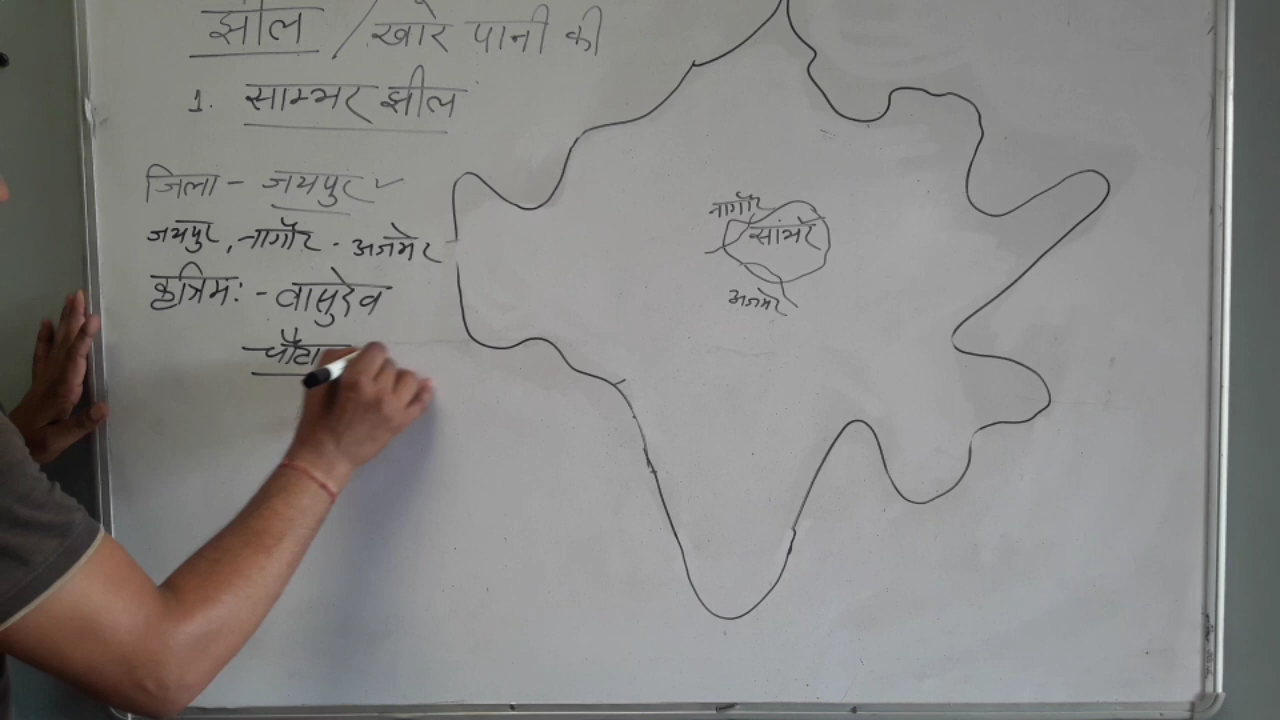 झील / खारे पानी की
1. साम्भर झील
जिला - जयपुर ✓
जयपुर, नागौर - अजमेर
कृत्रिम: - वासुदेव
नागौर
सांभर
अजमेर